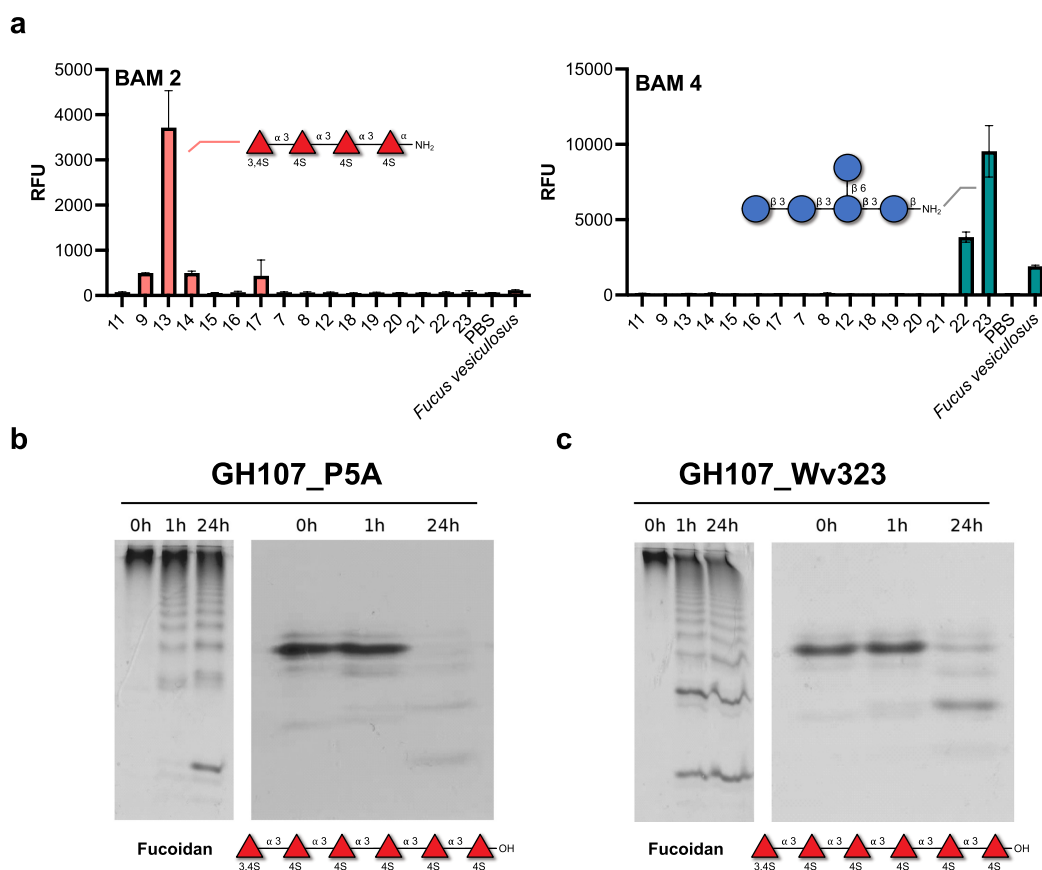 a
BAM 2
RFU
5000
4000
3000
2000
1000
0
α 3 α 3 α 3 α
NH2
3,4S 4S 4S 4S
11 9 13 14 15 16 17 7 8 12 18 19 20 21 22 23 PBS Fucus vesiculosus
BAM 4
RFU
15000
10000
5000
0
β 6
β 3 β 3 β 3 β
NH2
11 9 13 14 15 16 17 7 8 12 18 19 20 21 22 23 PBS Fucus vesiculosus
b
GH107_P5A
0h 1h 24h 0h 1h 24h
Fucoidan
α 3 α 3 α 3 α 3 α 3
OH
3.4S 4S 4S 4S 4S 4S
c
GH107_Wv323
0h 1h 24h 0h 1h 24h
Fucoidan
α 3 α 3 α 3 α 3 α 3
OH
3.4S 4S 4S 4S 4S 4S